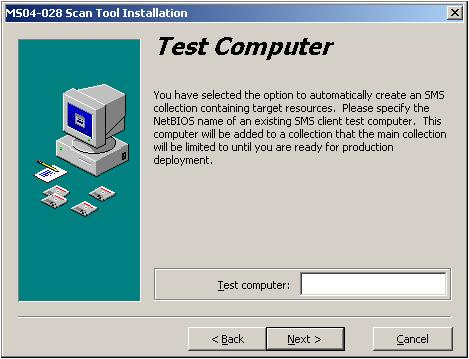 MS04-028 Scan Tool Installation
Test Computer
You have selected the option to automatically create an SMS
collection containing target resources.  Please specify the
NetBIOS name of an existing SMS client test computer.  This
computer will be added to a collection that the main collection
will be limited to until you are ready for production
deployment.
Test computer:
< Back
Next >
Cancel